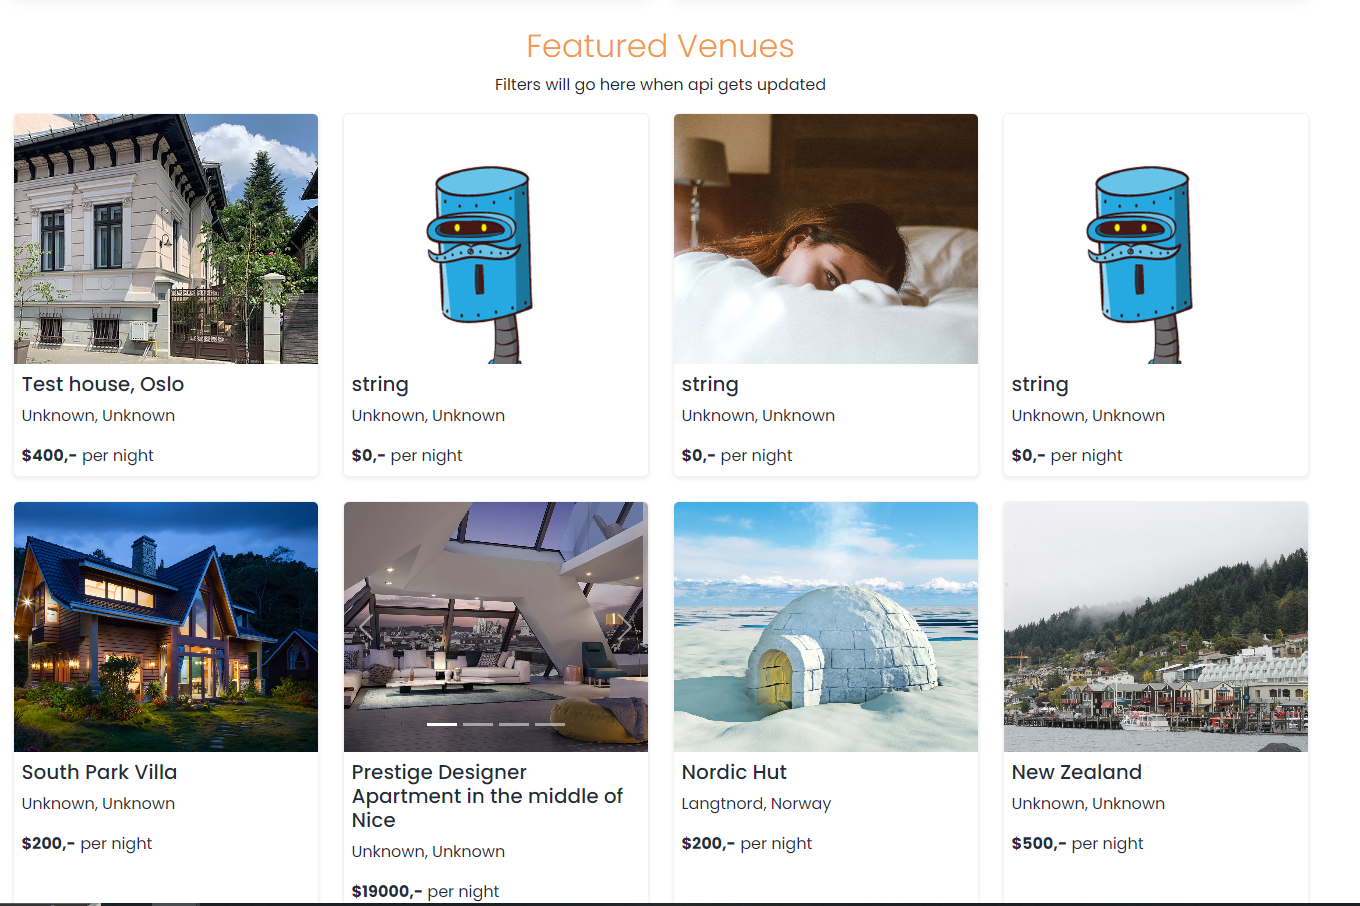 Featured Venues
Filters will go here when api gets updated
Test house, Oslo
Unknown, Unknown
$400,- per night
string
Unknown, Unknown
$0,- per night
string
Unknown, Unknown
$0,- per night
string
Unknown, Unknown
$0,- per night
South Park Villa
Unknown, Unknown
$200,- per night
Prestige Designer
Apartment in the middle of
Nice
Unknown, Unknown
$19000,- per night
Nordic Hut
Langtnord, Norway
$200,- per night
New Zealand
Unknown, Unknown
$500,- per night